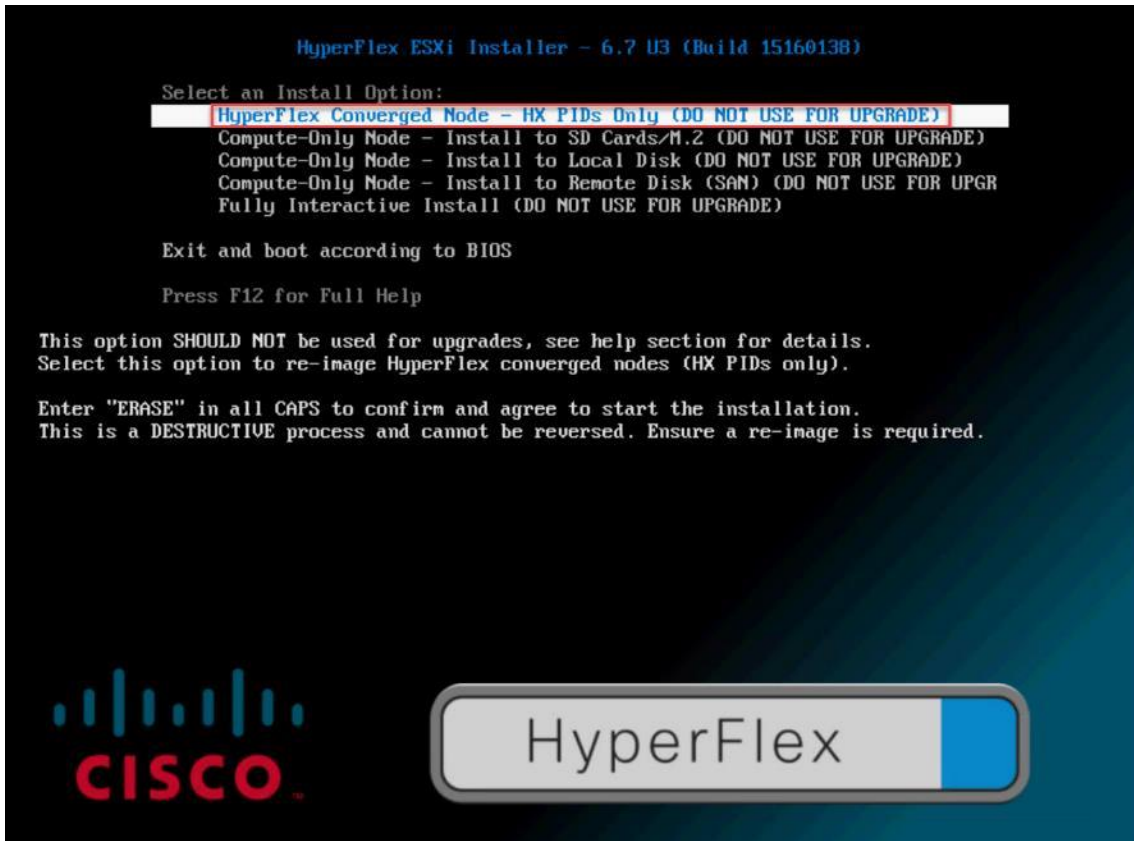 HyperFlex ESXi Installer - 6.7 U3 (Build 15160138)
Select an Install Option:
HyperFlex Converged Node - HX PIDs Only (DO NOT USE FOR UPGRADE)
Compute-Only Node - Install to SD Cards/M.2 (DO NOT USE FOR UPGRADE)
Compute-Only Node - Install to Local Disk (DO NOT USE FOR UPGRADE)
Compute-Only Node - Install to Remote Disk (SAN) (DO NOT USE FOR UPGR
Fully Interactive Install (DO NOT USE FOR UPGRADE)
Exit and boot according to BIOS
Press F12 for Full Help
This option SHOULD NOT be used for upgrades, see help section for details.
Select this option to re-image HyperFlex converged nodes (HX PIDs only).
Enter "ERASE" in all CAPS to confirm and agree to start the installation.
This is a DESTRUCTIVE process and cannot be reversed. Ensure a re-image is required.
CISCO
HyperFlex